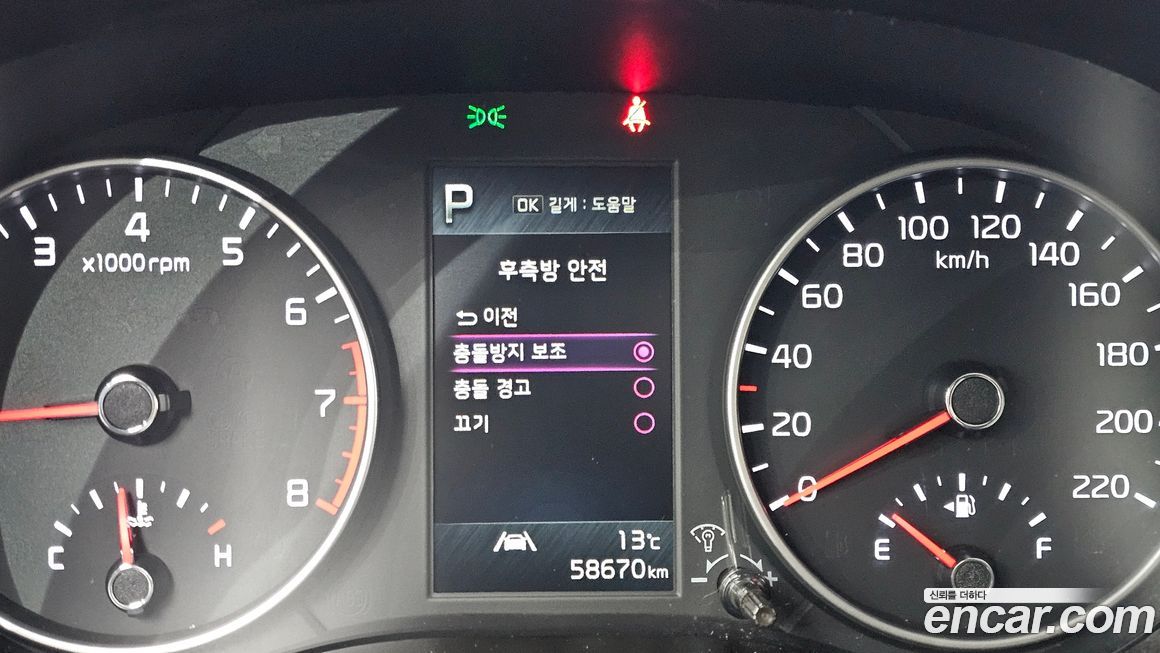 3
4
5
6
7
8
x1000rpm
C
H
P
OK 길게 : 도움말
후측방 안전
이전
충돌방지 보조
충돌 경고
끄기
13℃
58670km
0
20
40
60
80
100
120
140
160
180
200
220
km/h
E
F
- +
신뢰를 더하다
encar.com